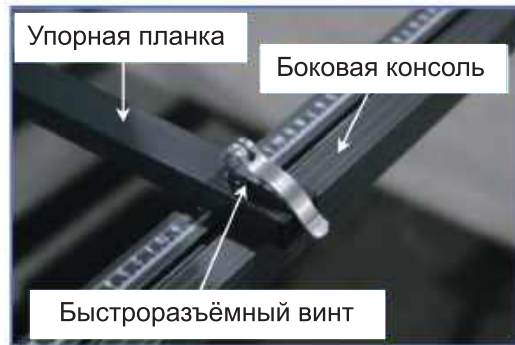 Упорная планка
Боковая консоль
Быстроразъёмный винт